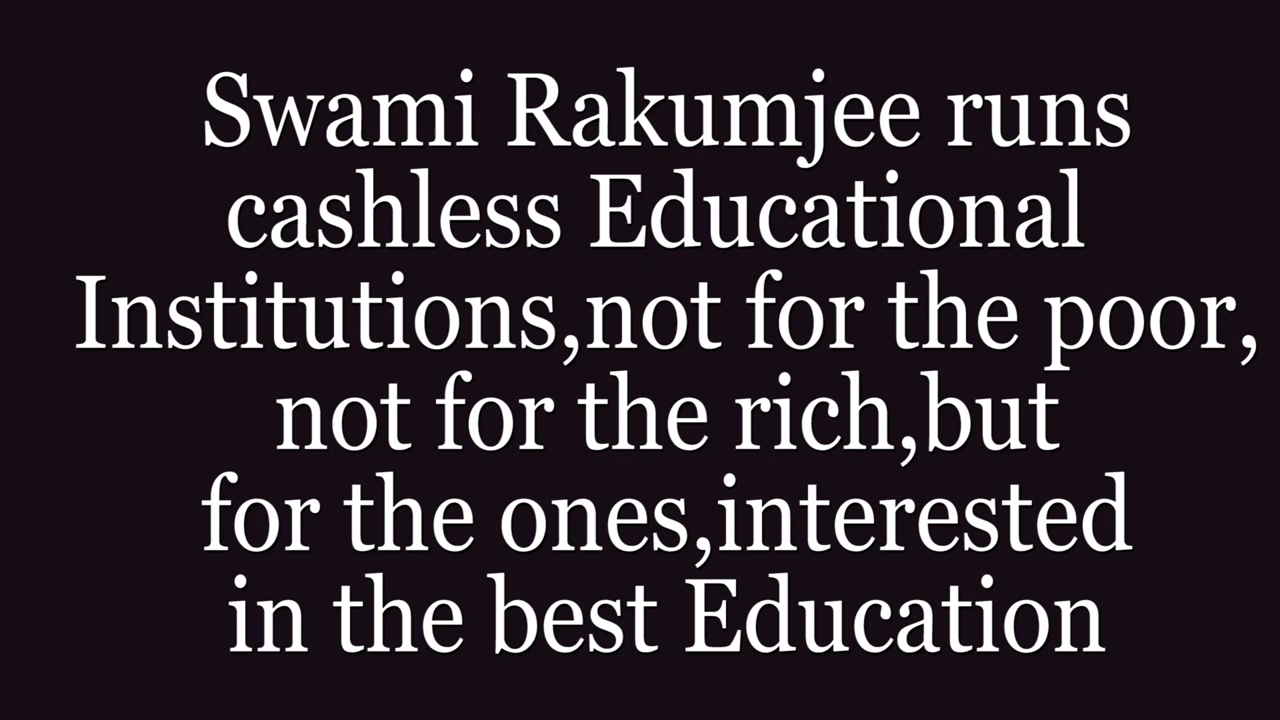 Swami Rakumjee runs
cashless Educational
Institutions,not for the poor,
not for the rich,but
for the ones,interested
in the best Education